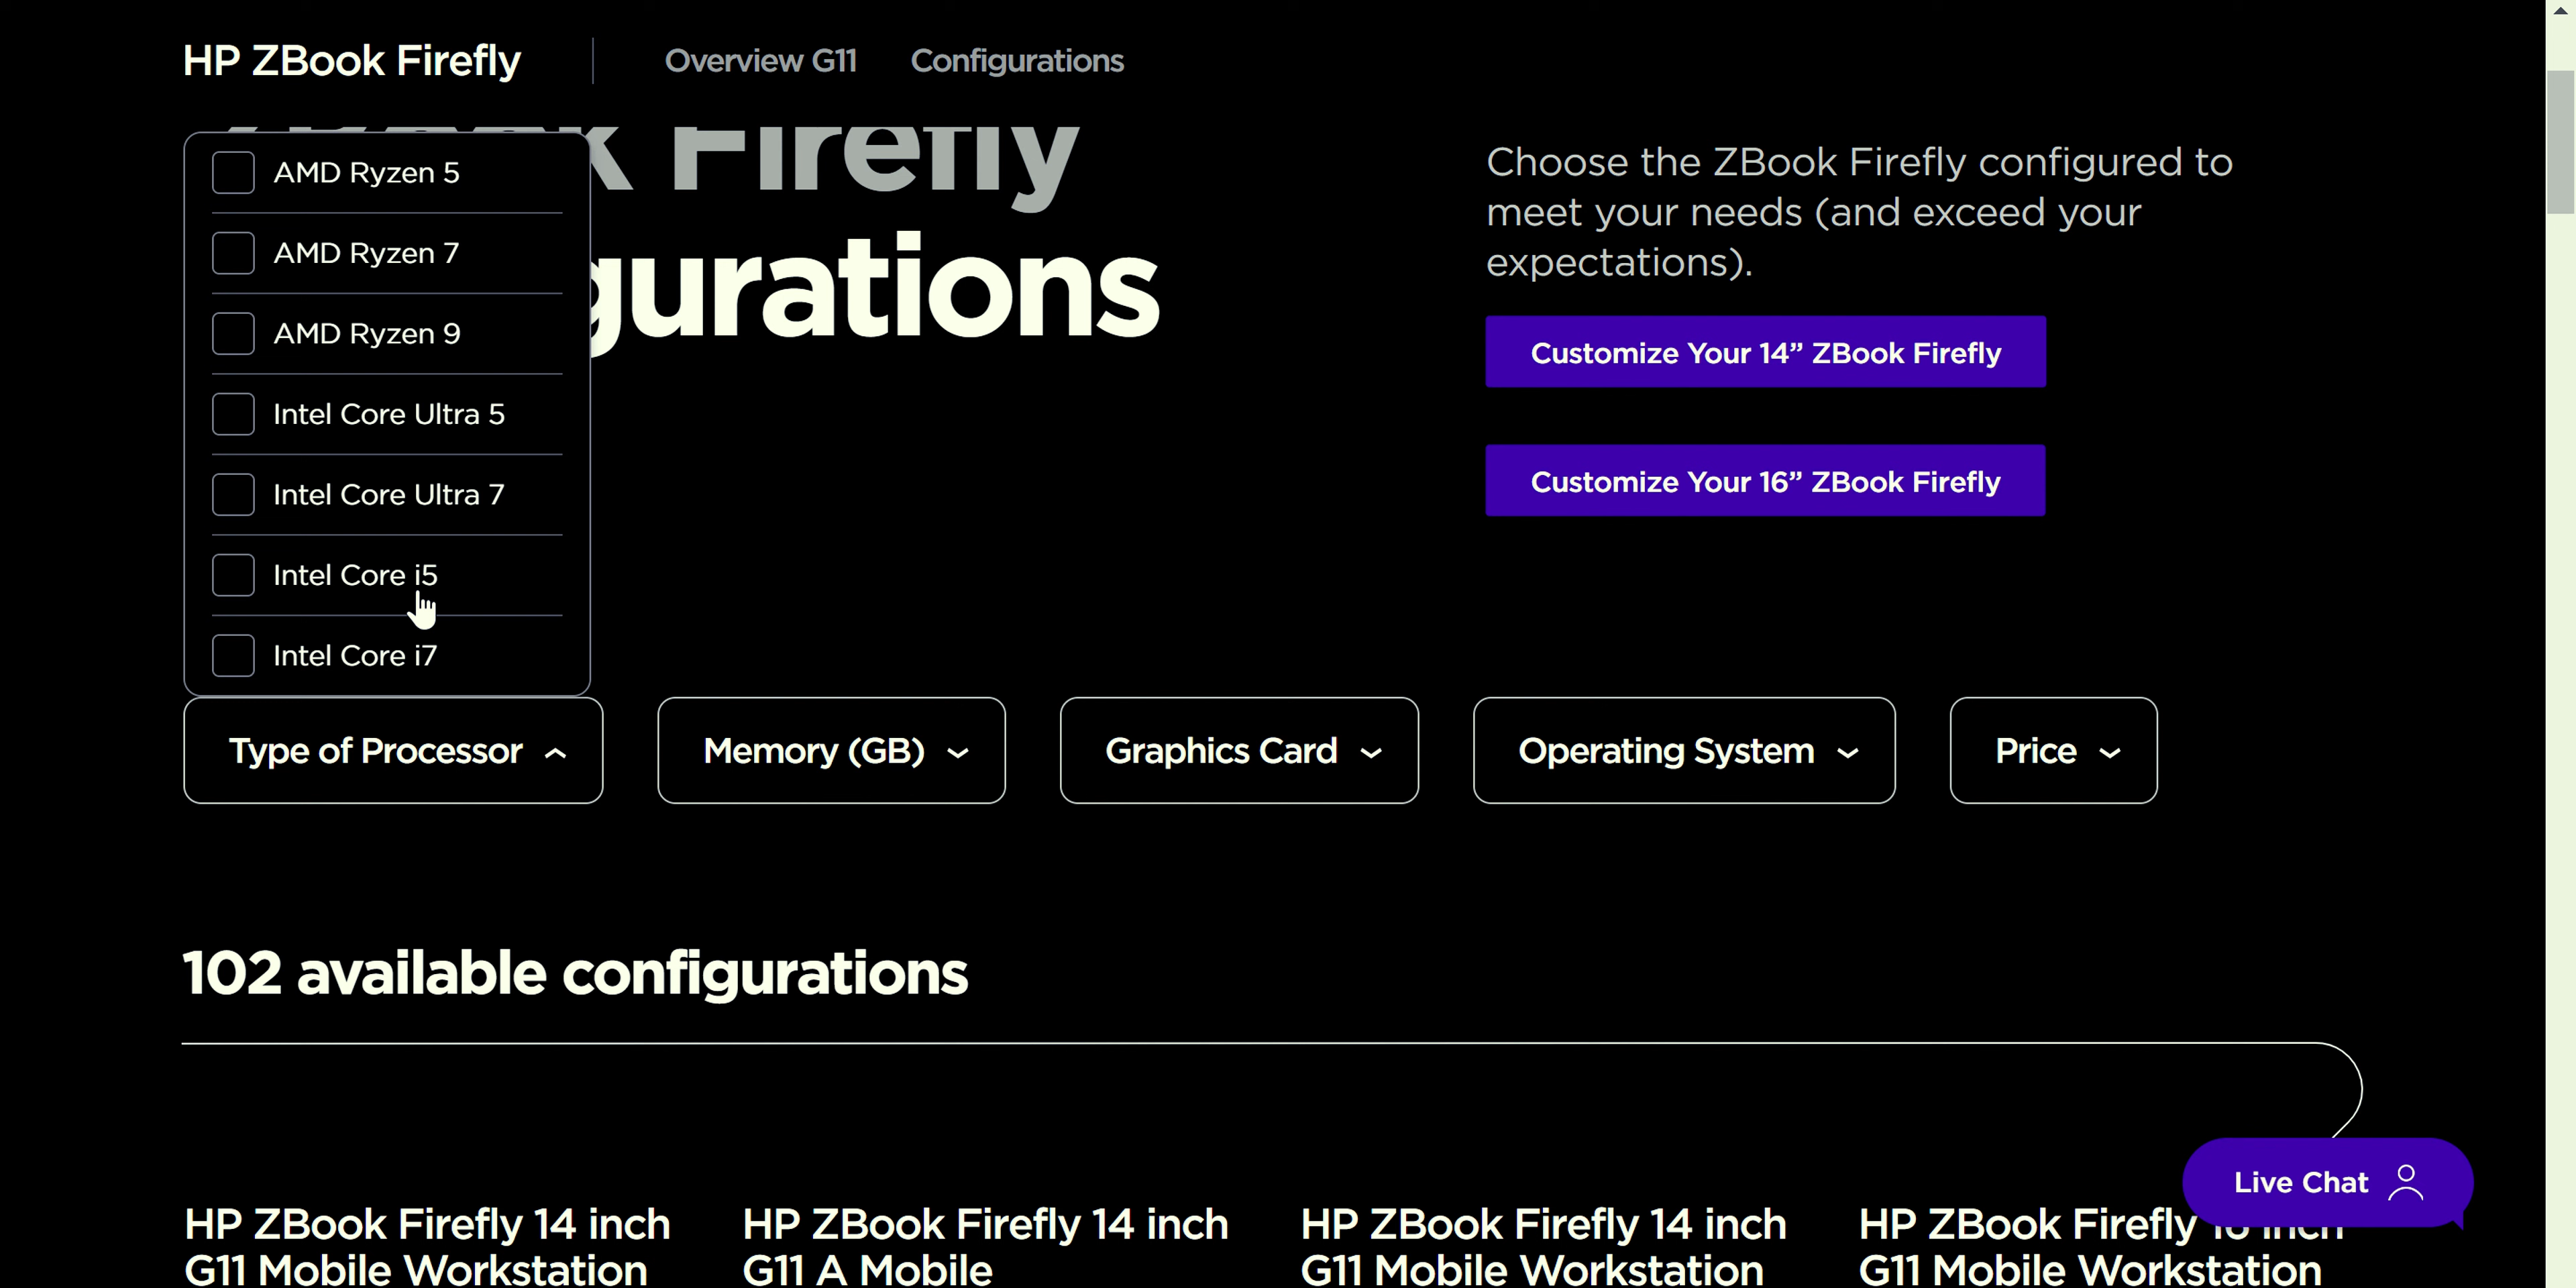 HP ZBook Firefly
Overview G11
Configurations
Firefly
gurations
Choose the ZBook Firefly configured to
meet your needs (and exceed your
expectations).
Customize Your 14” ZBook Firefly
Customize Your 16” ZBook Firefly
AMD Ryzen 5
AMD Ryzen 7
AMD Ryzen 9
Intel Core Ultra 5
Intel Core Ultra 7
Intel Core i5
Intel Core i7
Type of Processor
Memory (GB)
Graphics Card
Operating System
Price
102 available configurations
HP ZBook Firefly 14 inch
G11 Mobile Workstation
HP ZBook Firefly 14 inch
G11 A Mobile
HP ZBook Firefly 14 inch
G11 Mobile Workstation
HP ZBook Firefly 16 inch
G11 Mobile Workstation
Live Chat